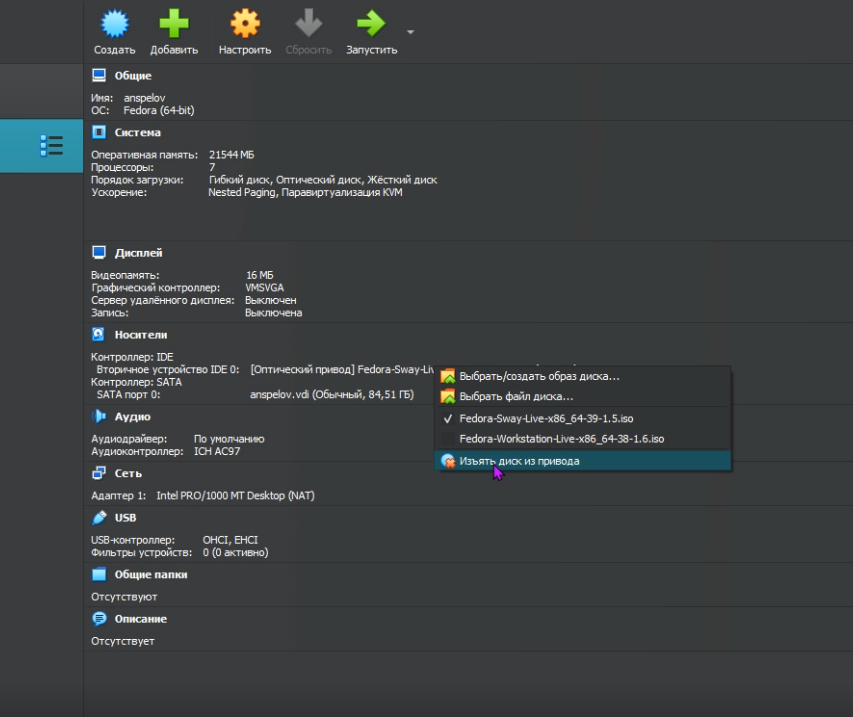 Создать Добавить Настроить Сбросить Запустить
Общие
Имя: anspelov
ОС: Fedora (64-bit)
Система
Оперативная память: 21544 МБ
Процессоры: 7
Порядок загрузки: Гибкий диск, Оптический диск, Жёсткий диск
Ускорение: Nested Paging, Паравиртуализация KVM
Дисплей
Видеопамять: 16 МБ
Графический контроллер: VMSVGA
Сервер удалённого дисплея: Выключен
Запись: Выключена
Носители
Контроллер: IDE
Вторичное устройство IDE 0: [Оптический привод] Fedora-Sway-Liv
Контроллер: SATA
SATA порт 0: anspelov.vdi (Обычный, 84,51 ГБ)
Выбрать/создать образ диска...
Выбрать файл диска...
Fedora-Sway-Live-x86_64-39-1.5.iso
Fedora-Workstation-Live-x86_64-38-1.6.iso
Изъять диск из привода
Аудио
Аудиодрайвер: По умолчанию
Аудиоконтроллер: ICH AC97
Сеть
Адаптер 1: Intel PRO/1000 MT Desktop (NAT)
USB
USB-контроллер: OHCI, EHCI
Фильтры устройств: 0 (0 активно)
Общие папки
Отсутствуют
Описание
Отсутствует